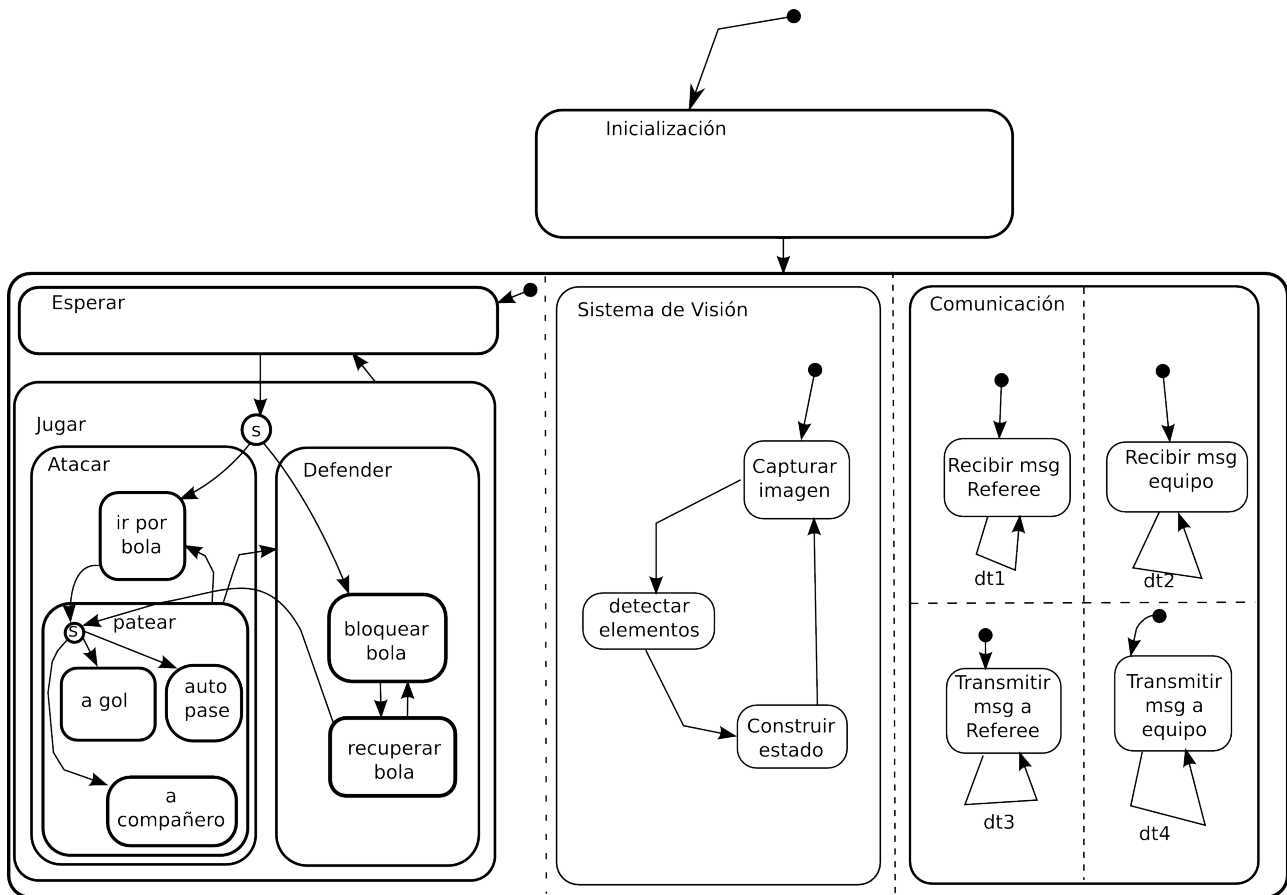 Inicialización
Esperar
Jugar
s
Atacar
ir por
bola
s
patear
a gol
auto
pase
a
compañero
Defender
bloquear
bola
recuperar
bola
Sistema de Visión
Capturar
imagen
detectar
elementos
Construir
estado
Comunicación
Recibir msg
Referee
dt1
Recibir msg
equipo
dt2
Transmitir
msg a
Referee
dt3
Transmitir
msg a
equipo
dt4